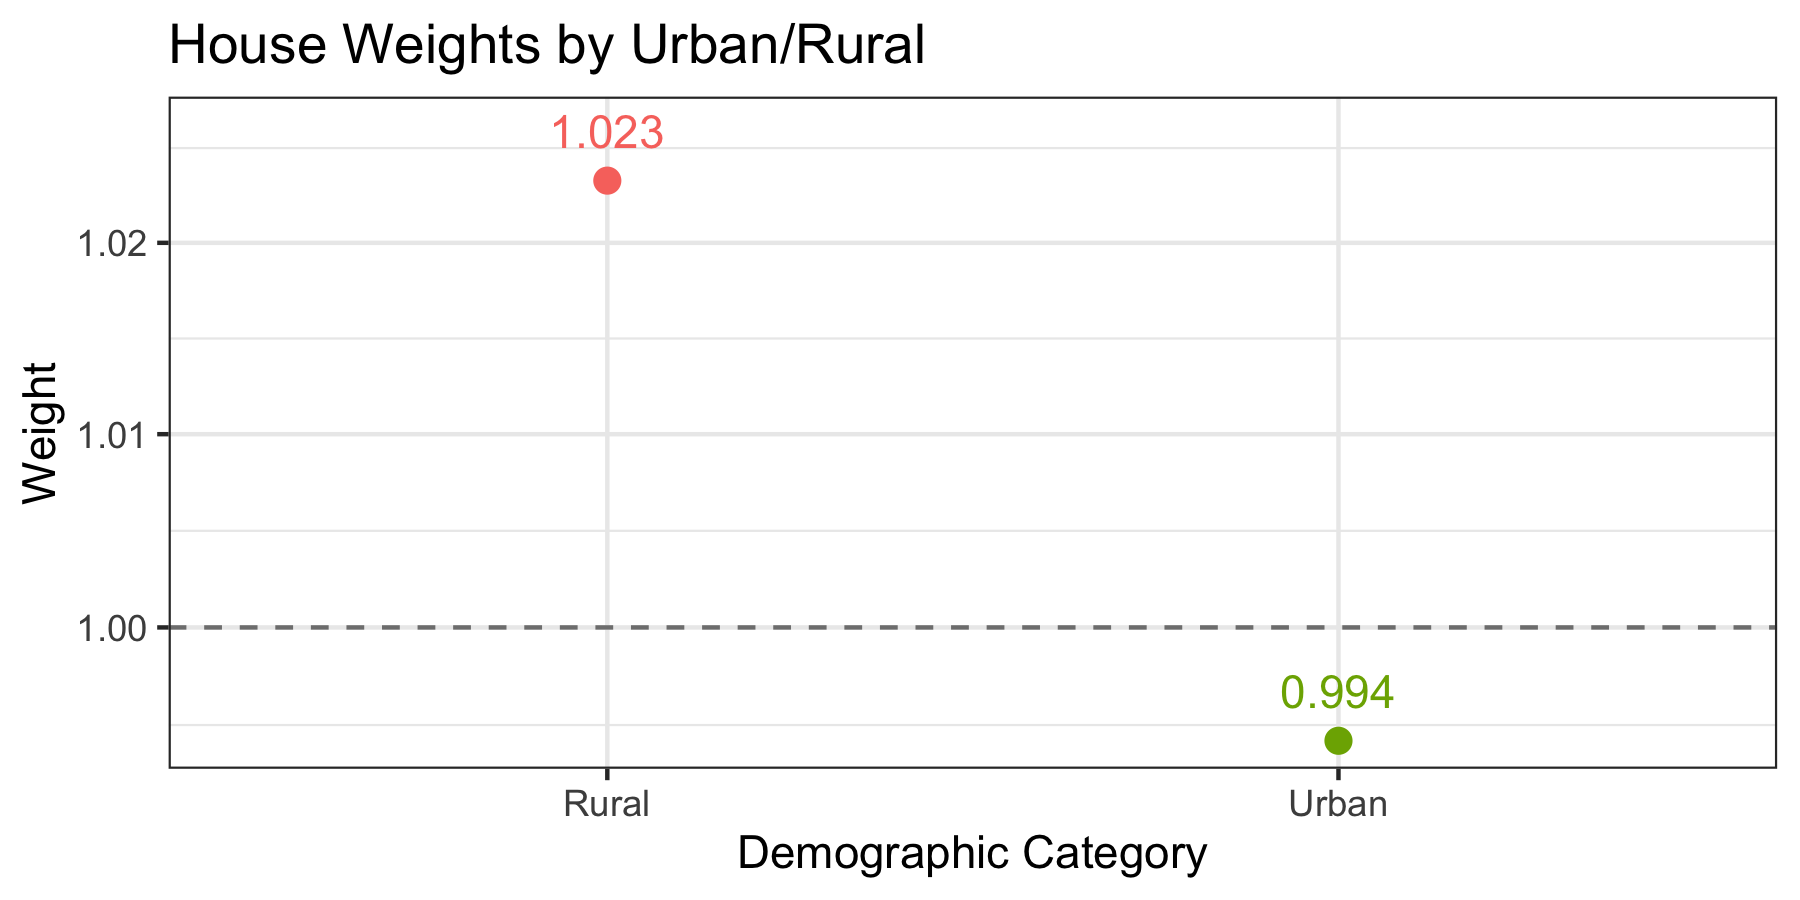 House Weights by Urban/Rural
1.023
1.02
1.01
1.00
0.994
Weight
Rural Urban
Demographic Category